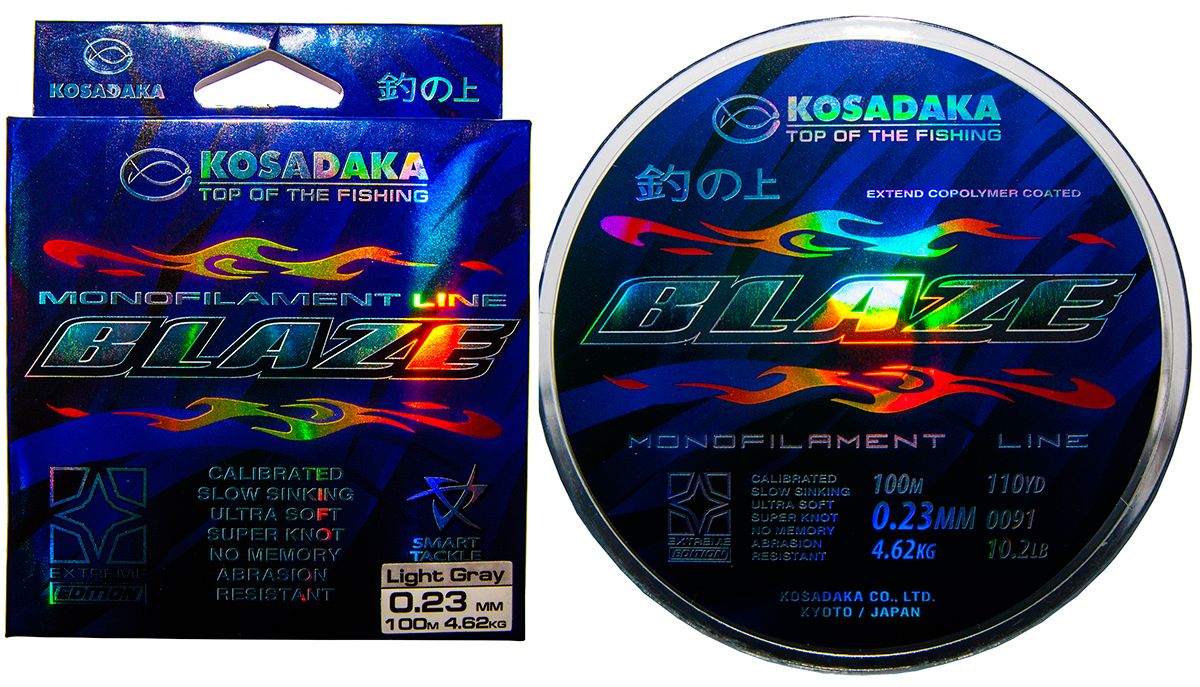 KOSADAKA
釣の上
KOSADAKA
TOP OF THE FISHING
MONOFILAMENT LINE
BLAZE
CALIBRATED
SLOW SINKING
ULTRA SOFT
SUPER KNOT
NO MEMORY
ABRASION
RESISTANT
EXTREME
EDITION
SMART
TACKLE
Light Gray
0.23 MM
100M 4.62KG
KOSADAKA
TOP OF THE FISHING
釣の上
EXTEND COPOLYMER COATED
BLAZE
MONOFILAMENT LINE
EXTREME
EDITION
CALIBRATED
SLOW SINKING
ULTRA SOFT
SUPER KNOT
NO MEMORY
ABRASION
RESISTANT
100M 110YD
0.23MM 0091
4.62KG 10.2LB
KOSADAKA CO., LTD.
KYOTO / JAPAN